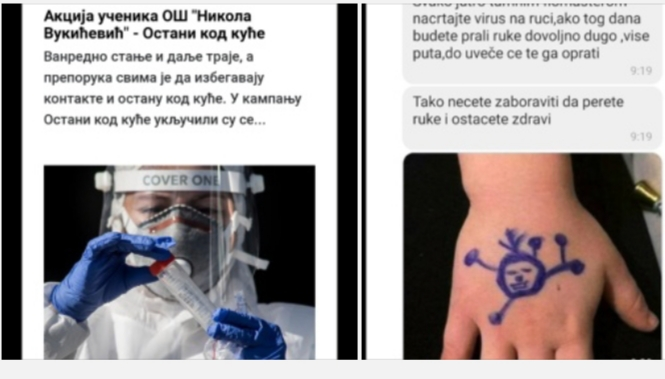 Акција ученика ОШ "Никола
Вукићевић" - Остани код куће
Ванредно стање и даље траје, а
препорука свима је да избегавају
контакте и остану код куће. У кампању
Остани код куће укључили су се...
COVER ONE
nacrtajte virus na ruci,ako tog dana
budete prali ruke dovoljno dugo ,vise
puta,do uveče ce te ga oprati
9:19
Tako necete zaboraviti da perete
ruke i ostacete zdravi
9:19